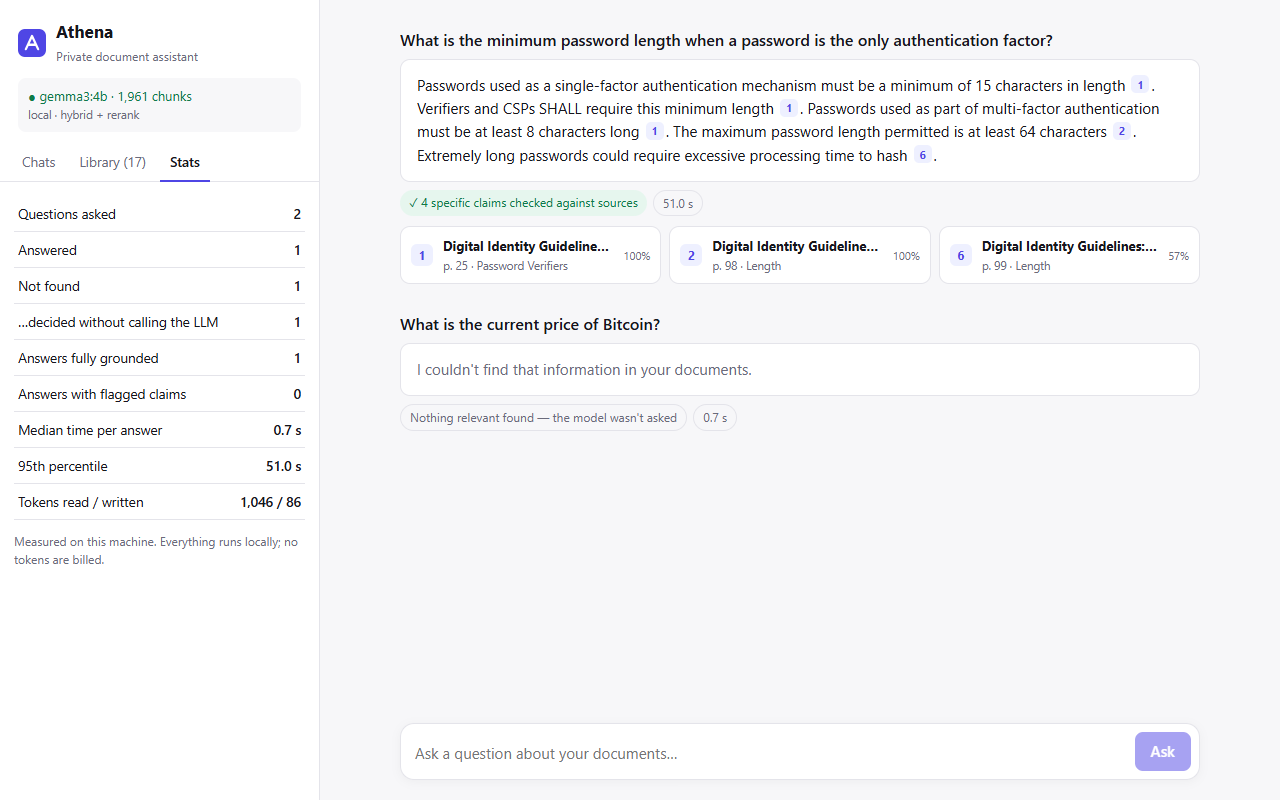 Athena
Private document assistant
● gemma3:4b · 1,961 chunks
local · hybrid + rerank
Chats
Library (17)
Stats
Questions asked 2
Answered 1
Not found 1
...decided without calling the LLM 1
Answers fully grounded 1
Answers with flagged claims 0
Median time per answer 0.7 s
95th percentile 51.0 s
Tokens read / written 1,046 / 86
Measured on this machine. Everything runs locally; no
tokens are billed.
What is the minimum password length when a password is the only authentication factor?
Passwords used as a single-factor authentication mechanism must be a minimum of 15 characters in length 1 .
Verifiers and CSPs SHALL require this minimum length 1 . Passwords used as part of multi-factor authentication
must be at least 8 characters long 1 . The maximum password length permitted is at least 64 characters 2 .
Extremely long passwords could require excessive processing time to hash 6 .
✓ 4 specific claims checked against sources
51.0 s
1 Digital Identity Guideline... 100%
p. 25 · Password Verifiers
2 Digital Identity Guideline... 100%
p. 98 · Length
6 Digital Identity Guidelines:... 57%
p. 99 · Length
What is the current price of Bitcoin?
I couldn't find that information in your documents.
Nothing relevant found — the model wasn't asked
0.7 s
Ask a question about your documents...
Ask